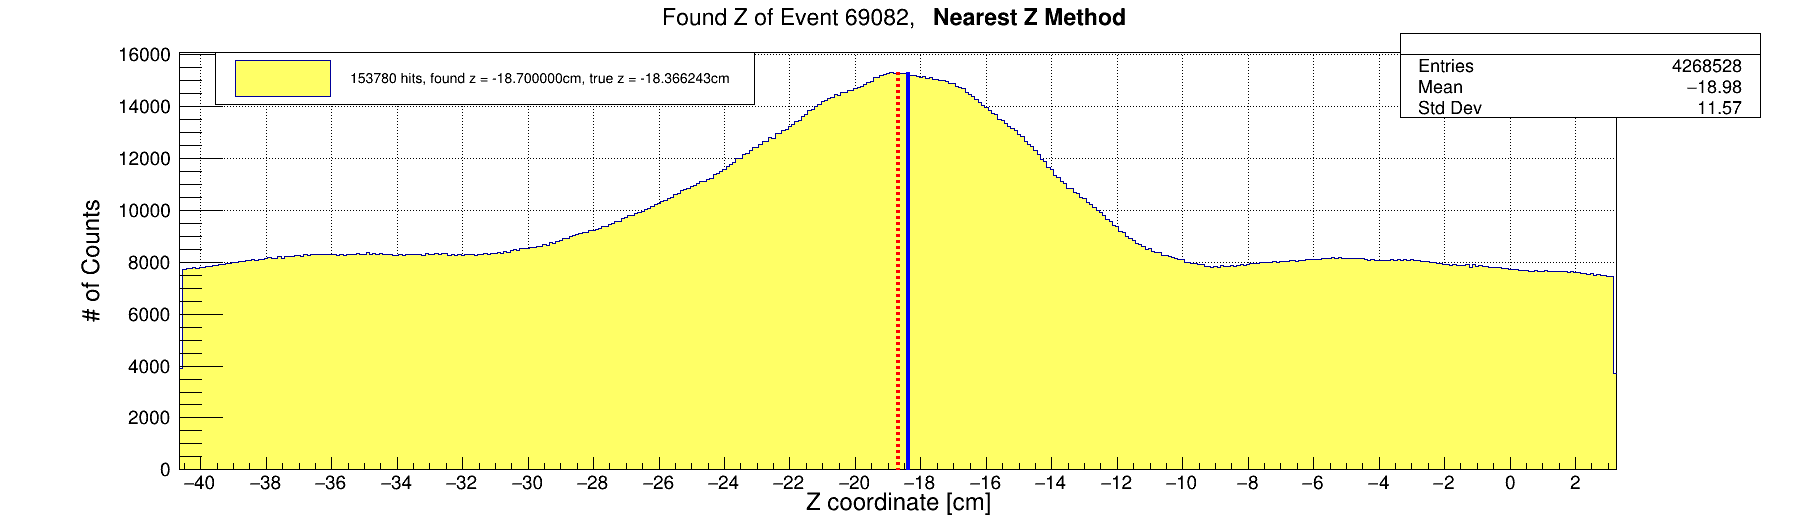 Found Z of Event 69082, Nearest Z Method
153780 hits, found z = -18.700000cm, true z = -18.366243cm
Entries 4268528
Mean −18.98
Std Dev 11.57
# of Counts
16000
14000
12000
10000
8000
6000
4000
2000
0
−40 −38 −36 −34 −32 −30 −28 −26 −24 −22 −20 −18 −16 −14 −12 −10 −8 −6 −4 −2 0 2
Z coordinate [cm]